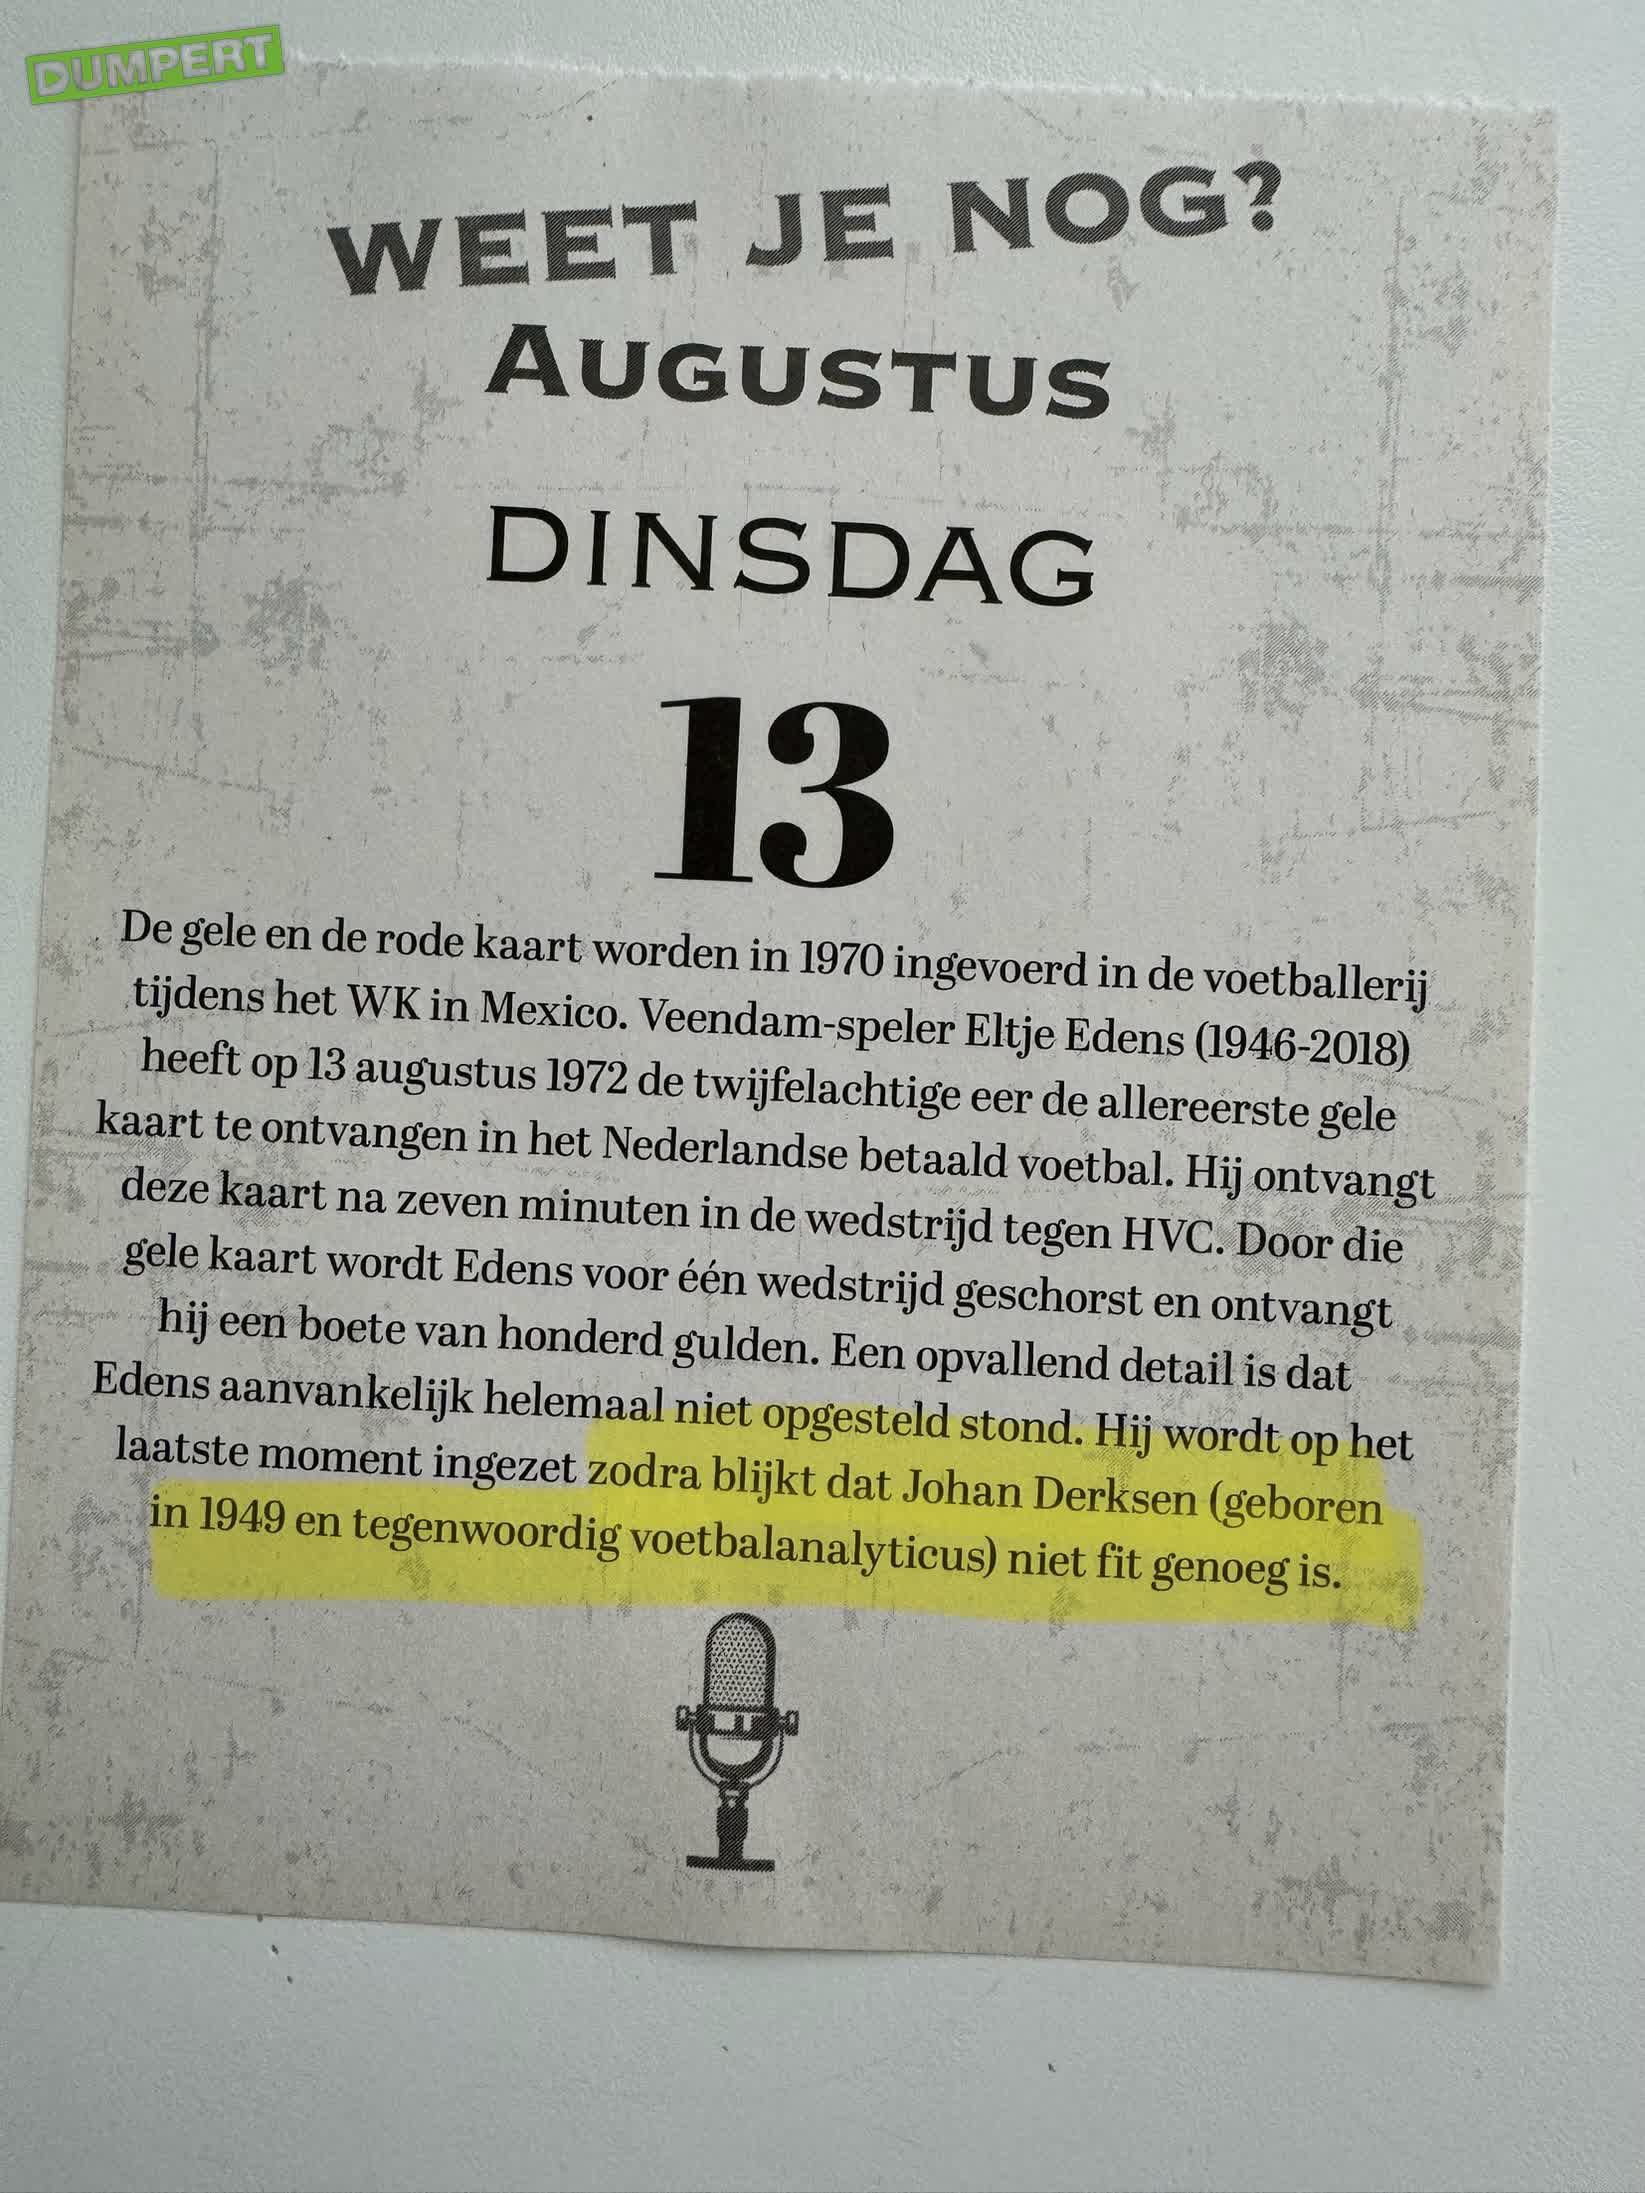 DUMPERT
WEET JE NOG?
AUGUSTUS
DINSDAG
13
De gele en de rode kaart worden in 1970 ingevoerd in de voetballerij
tijdens het WK in Mexico. Veendam-speler Eltje Edens (1946-2018)
heeft op 13 augustus 1972 de twijfelachtige eer de allereerste gele
kaart te ontvangen in het Nederlandse betaald voetbal. Hij ontvangt
deze kaart na zeven minuten in de wedstrijd tegen HVC. Door die
gele kaart wordt Edens voor één wedstrijd geschorst en ontvangt
hij een boete van honderd gulden. Een opvallend detail is dat
Edens aanvankelijk helemaal niet opgesteld stond. Hij wordt op het
laatste moment ingezet zodra blijkt dat Johan Derksen (geboren
in 1949 en tegenwoordig voetbalanalyticus) niet fit genoeg is.